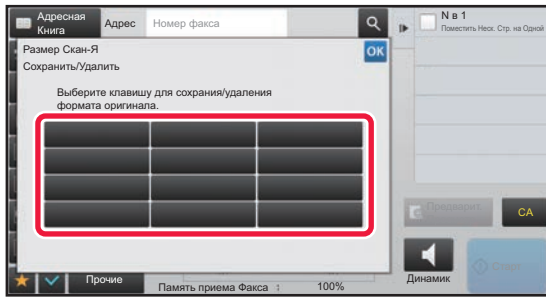 Адресная
Книга
Адрес
Номер факса
N в 1
Поместить Неск. Стр. на Одной
Размер Скан-Я
Сохранить/Удалить
OK
Выберите клавишу для сохрания/удаления
формата оригинала.
Предварит
CA
Старт
Динамик
Прочие
Память приема Факса : 100%